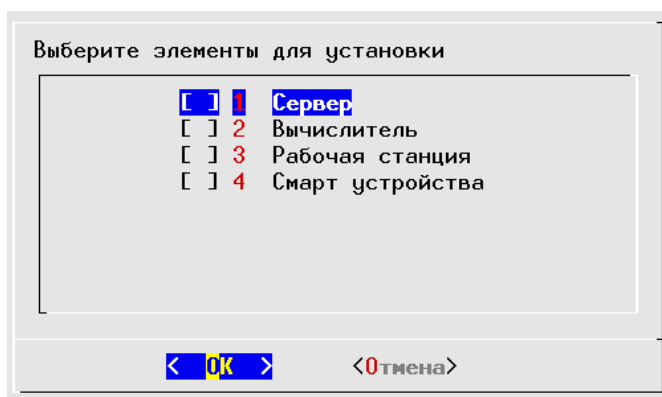 Выберите элементы для установки
[ ] 1 Сервер
[ ] 2 Вычислитель
[ ] 3 Рабочая станция
[ ] 4 Смарт устройства
< OK > <Отмена>